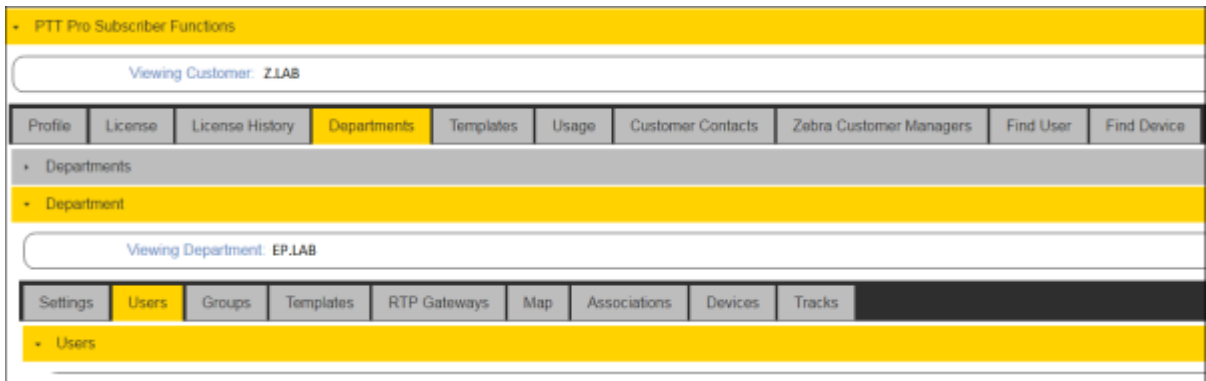 PTT Pro Subscriber Functions
Viewing Customer: Z.LAB
Profile License License History Departments Templates Usage Customer Contacts Zebra Customer Managers Find User Find Device
Departments
Department
Viewing Department: EP.LAB
Settings Users Groups Templates RTP Gateways Map Associations Devices Tracks
Users